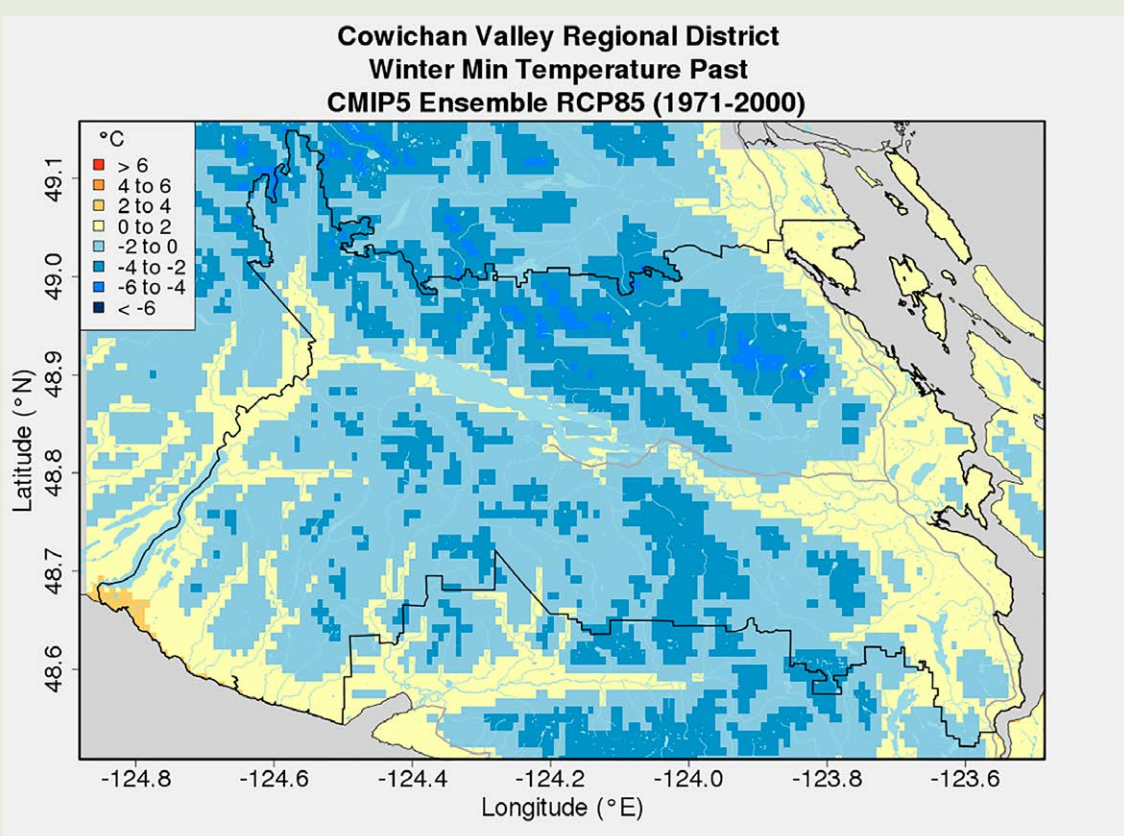 Cowichan Valley Regional District
Winter Min Temperature Past
CMIP5 Ensemble RCP85 (1971-2000)
°C
> 6
4 to 6
2 to 4
0 to 2
-2 to 0
-4 to -2
-6 to -4
< -6
49.1
49.0
48.9
48.8
48.7
48.6
Latitude (°N)
-124.8 -124.6 -124.4 -124.2 -124.0 -123.8 -123.6
Longitude (°E)